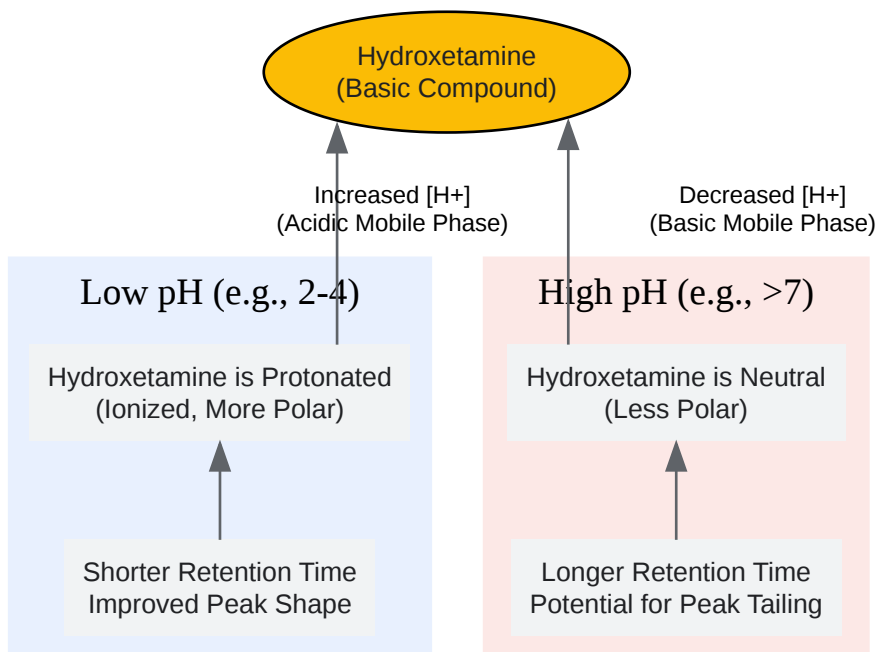 Hydroxetamine
(Basic Compound)
Increased [H+]
(Acidic Mobile Phase)
Decreased [H+]
(Basic Mobile Phase)
Low pH (e.g., 2-4)
High pH (e.g., >7)
Hydroxetamine is Protonated
(Ionized, More Polar)
Hydroxetamine is Neutral
(Less Polar)
Shorter Retention Time
Improved Peak Shape
Longer Retention Time
Potential for Peak Tailing